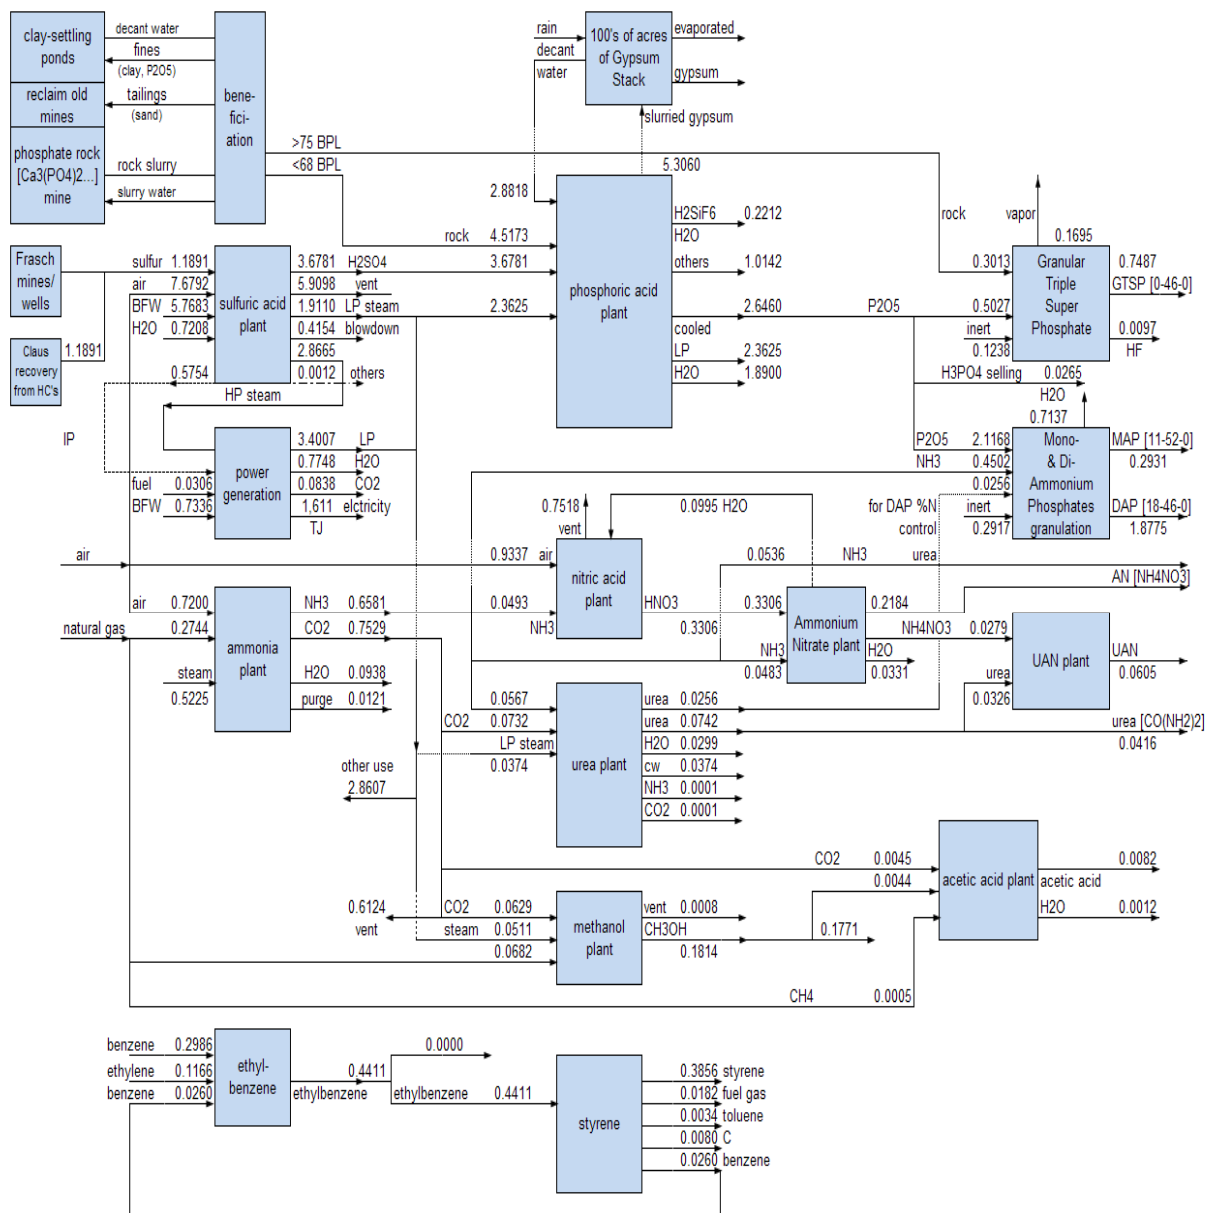 clay-settling
ponds
reclaim old
mines
phosphate rock
[Ca3(PO4)2...]
mine
decant water
fines
(clay, P2O5)
tailings
(sand)
rock slurry
slurry water
bene-
fici-
ation
>75 BPL
<68 BPL
rain
decant
water
100's of acres
of Gypsum
Stack
evaporated
gypsum
slurried gypsum
5.3060
2.8818
rock 4.5173
3.6781
2.3625
phosphoric acid
plant
H2SiF6 0.2212
H2O
others 1.0142
2.6460 P2O5
cooled
LP 2.3625
H2O 1.8900
rock
vapor
0.1695
0.3013
0.5027
inert
0.1238
Granular
Triple
Super
Phosphate
0.7487
GTSP [0-46-0]
0.0097
HF
H3PO4 selling 0.0265
H2O
0.7137
Frasch
mines/
wells
Claus
recovery
from HC's
1.1891
sulfur 1.1891
air 7.6792
BFW 5.7683
H2O 0.7208
sulfuric acid
plant
3.6781 H2SO4
5.9098 vent
1.9110 LP steam
0.4154 blowdown
2.8665
0.5754
0.0012 others
HP steam
IP
fuel 0.0306
BFW 0.7336
power
generation
3.4007 LP
0.7748 H2O
0.0838 CO2
1,611 elctricity
TJ
P2O5 2.1168
NH3 0.4502
0.0256
for DAP %N
control
inert
0.2917
Mono-
& Di-
Ammonium
Phosphates
granulation
MAP [11-52-0]
0.2931
DAP [18-46-0]
1.8775
air
0.9337 air
0.7518
vent
0.0995 H2O
nitric acid
plant
0.0493
NH3
HNO3 0.3306
0.3306
0.0536 NH3 urea
AN [NH4NO3]
NH3
0.0483
Ammonium
Nitrate plant
0.2184
NH4NO3 0.0279
H2O
0.0331
UAN plant
urea
0.0326
UAN
0.0605
air 0.7200
natural gas 0.2744
steam
0.5225
ammonia
plant
NH3 0.6581
CO2 0.7529
H2O 0.0938
purge 0.0121
0.0567
CO2 0.0732
LP steam
0.0374
urea plant
urea 0.0256
urea 0.0742
H2O 0.0299
cw 0.0374
NH3 0.0001
CO2 0.0001
urea [CO(NH2)2]
0.0416
other use
2.8607
CO2 0.0045
0.0044
acetic acid plant
0.0082
acetic acid
H2O 0.0012
0.6124
vent
CO2 0.0629
steam 0.0511
0.0682
methanol
plant
vent 0.0008
CH3OH
0.1814
0.1771
CH4 0.0005
benzene 0.2986
ethylene 0.1166
benzene 0.0260
ethyl-
benzene
0.4411
ethylbenzene
0.0000
ethylbenzene 0.4411
styrene
0.3856 styrene
0.0182 fuel gas
0.0034 toluene
0.0080 C
0.0260 benzene